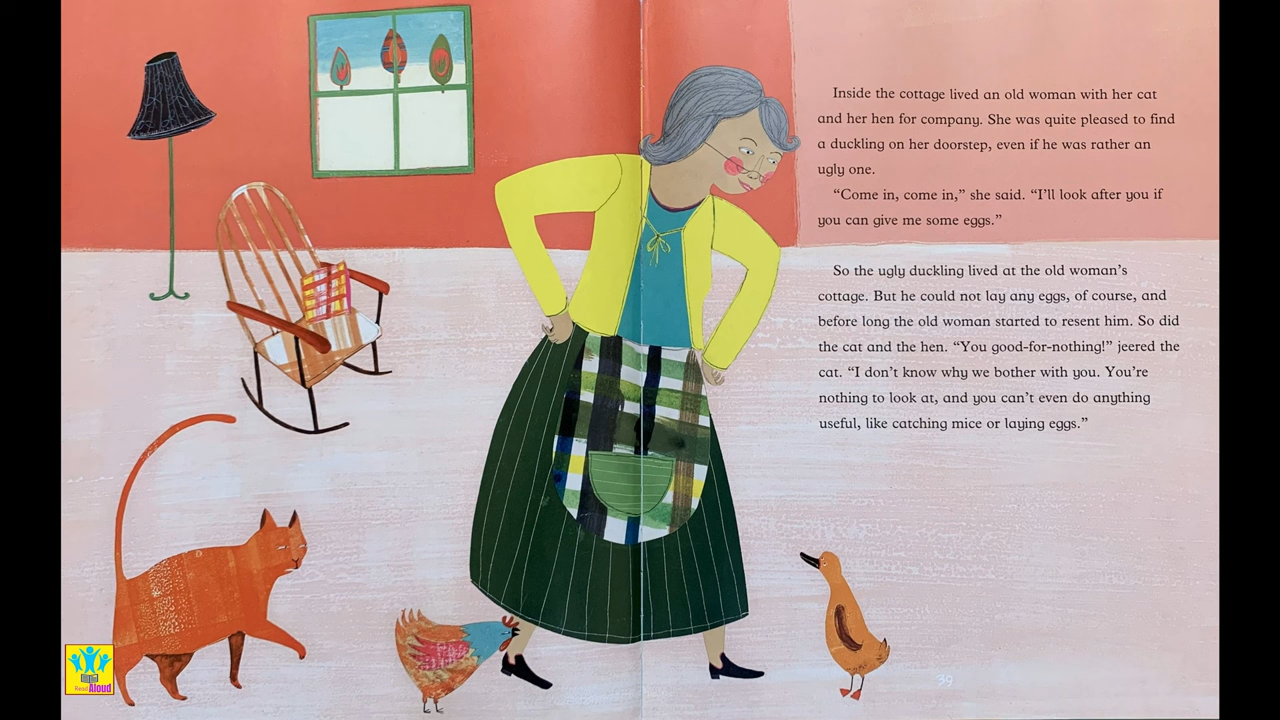 Inside the cottage lived an old woman with her cat
and her hen for company. She was quite pleased to find
a duckling on her doorstep, even if he was rather an
ugly one.
“Come in, come in,” she said. “I’ll look after you if
you can give me some eggs.”
So the ugly duckling lived at the old woman’s
cottage. But he could not lay any eggs, of course, and
before long the old woman started to resent him. So did
the cat and the hen. “You good-for-nothing!” jeered the
cat. “I don’t know why we bother with you. You’re
nothing to look at, and you can’t even do anything
useful, like catching mice or laying eggs.”
39
Read Aloud